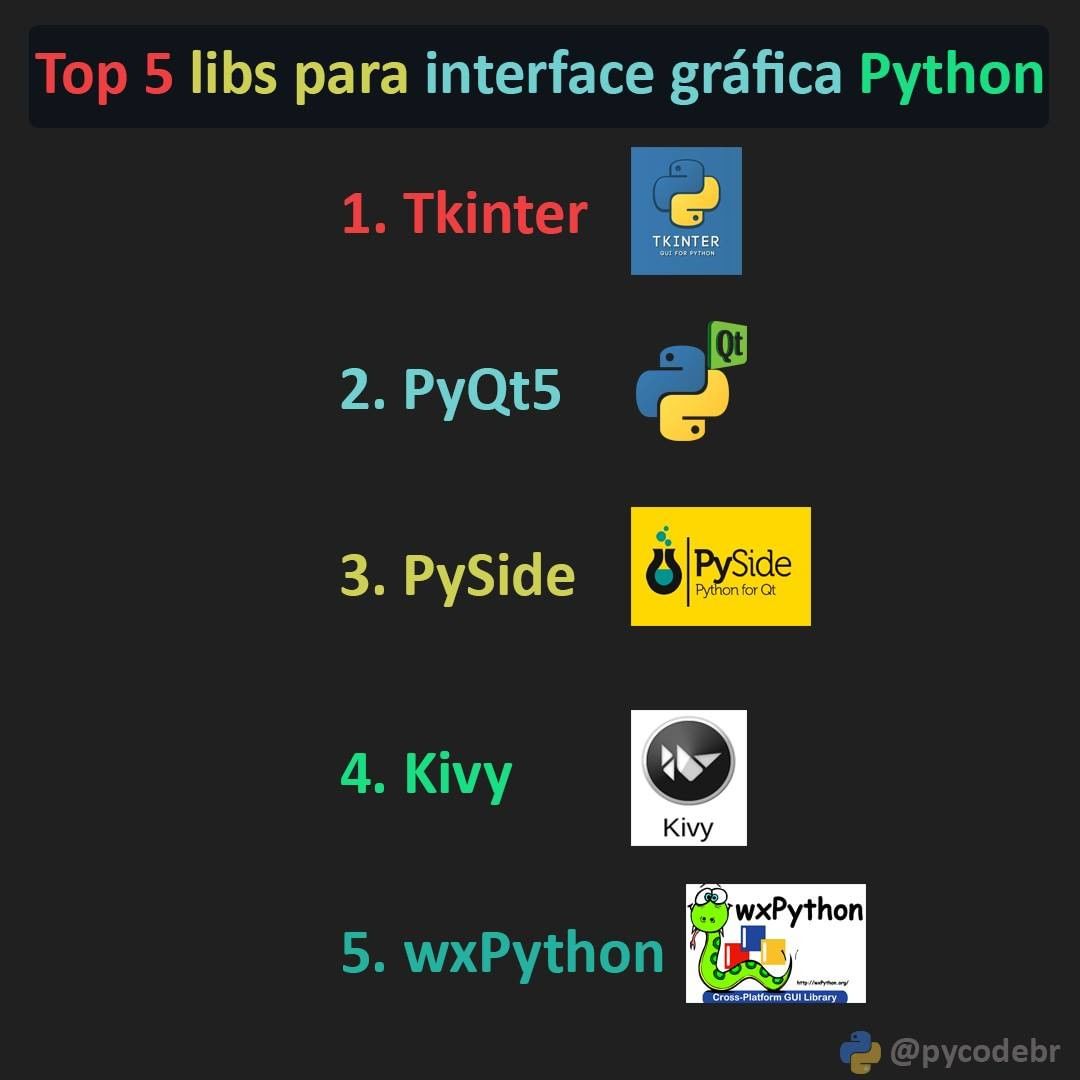 Top 5 libs para interface gráfica Python
1. Tkinter
TKINTER
GUI FOR PYTHON
2. PyQt5
Qt
3. PySide
PySide
Python for Qt
4. Kivy
Kivy
5. wxPython
wxPython
http://wxPython.org/
Cross-Platform GUI Library
@pycodebr